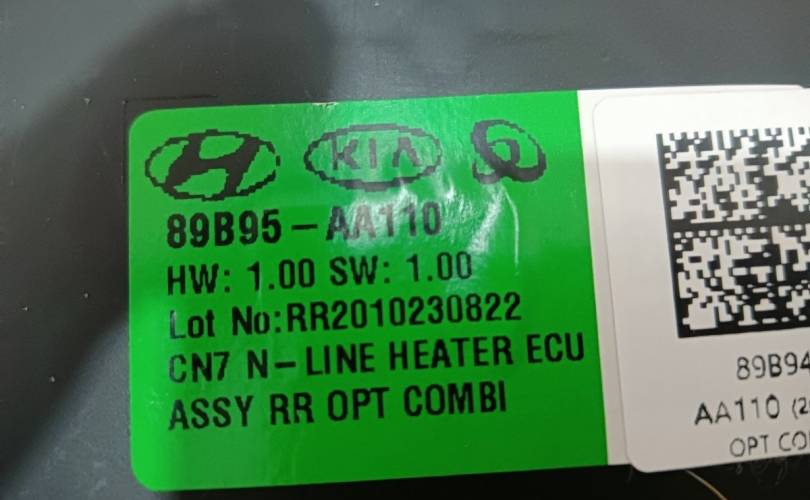 KIA
89B95-AA110
HW: 1.00 SW: 1.00
Lot No:RR2010230822
CN7 N-LINE HEATER ECU
ASSY RR OPT COMBI
89B94
AA110 (2
OPT CO